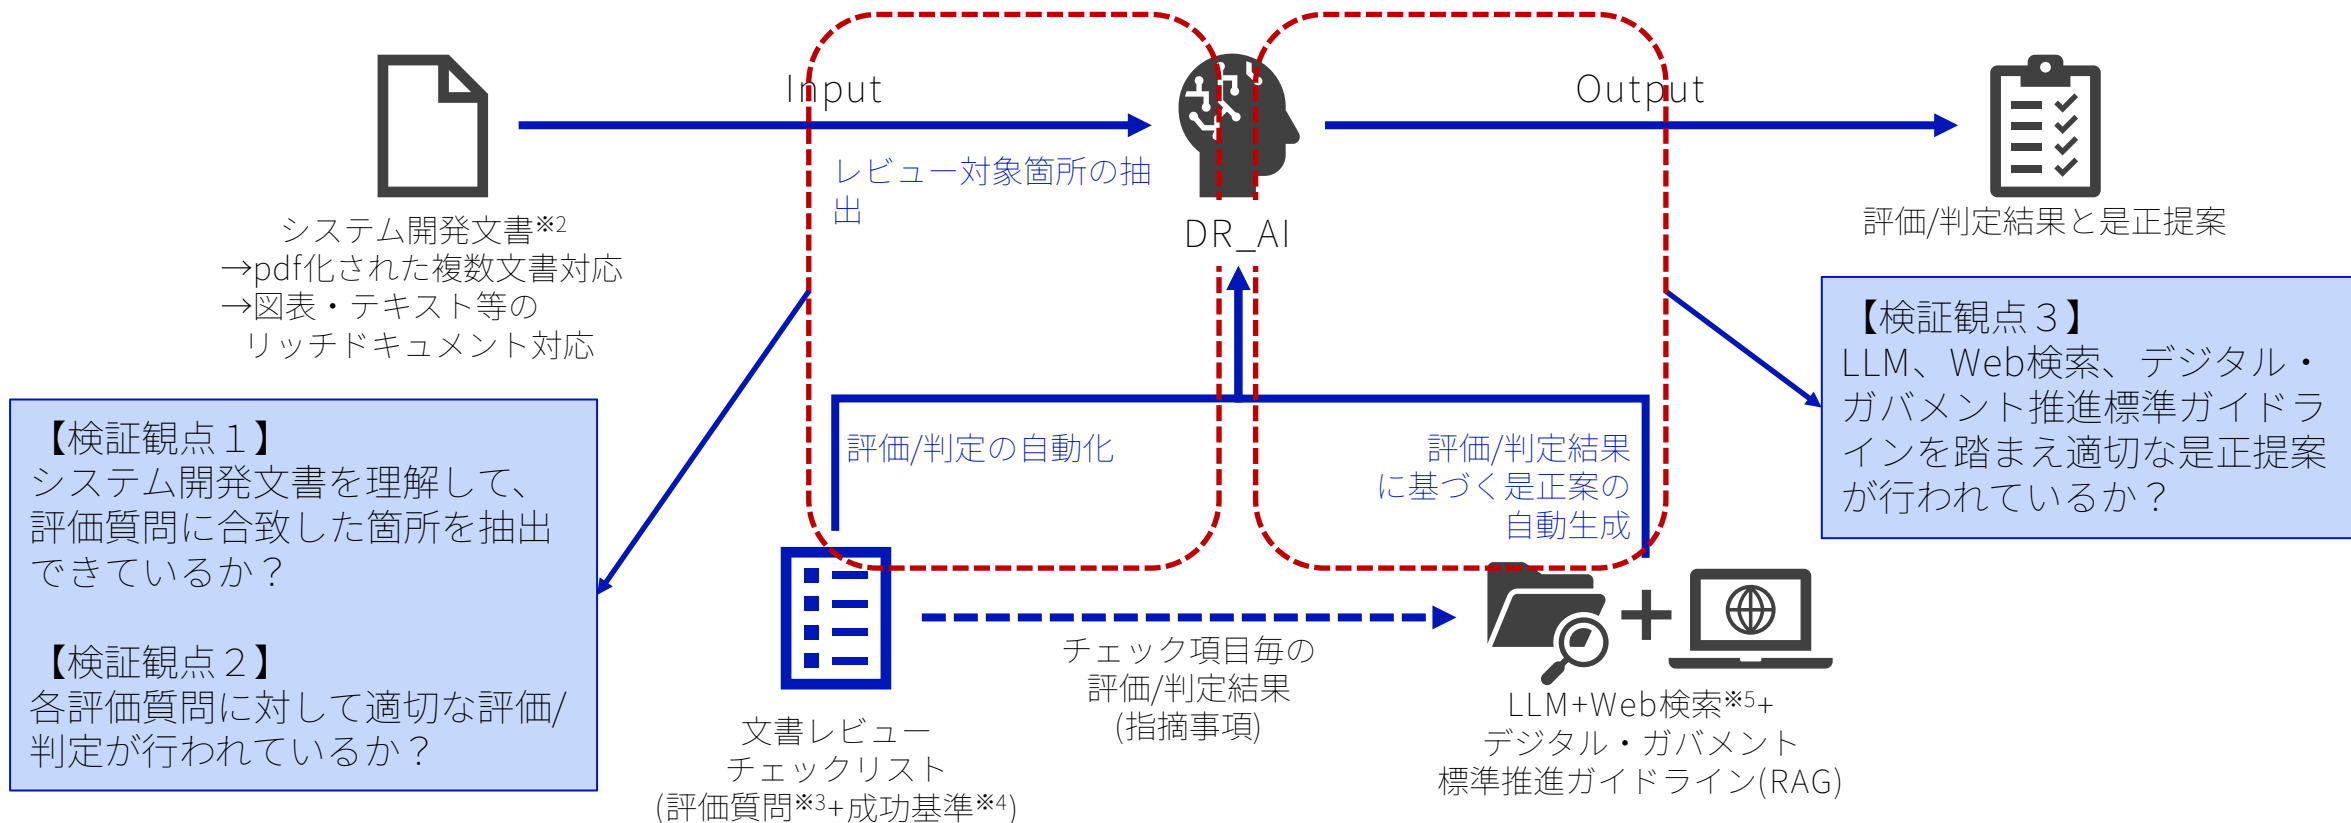 Input
Output
レビュー対象箇所の抽
出
システム開発文書※2
→pdf化された複数文書対応
→図表・テキスト等の
リッチドキュメント対応
DR_AI
評価/判定結果と是正提案
【検証観点１】
システム開発文書を理解して、
評価質問に合致した箇所を抽出
できているか？
【検証観点２】
各評価質問に対して適切な評価/
判定が行われているか？
評価/判定の自動化
評価/判定結果
に基づく是正案の
自動生成
【検証観点３】
LLM、Web検索、デジタル・
ガバメント推進標準ガイドラ
インを踏まえ適切な是正提案
が行われているか？
文書レビュー
チェックリスト
(評価質問※3+成功基準※4)
チェック項目毎の
評価/判定結果
(指摘事項)
LLM+Web検索※5+
デジタル・ガバメント
標準推進ガイドライン(RAG)